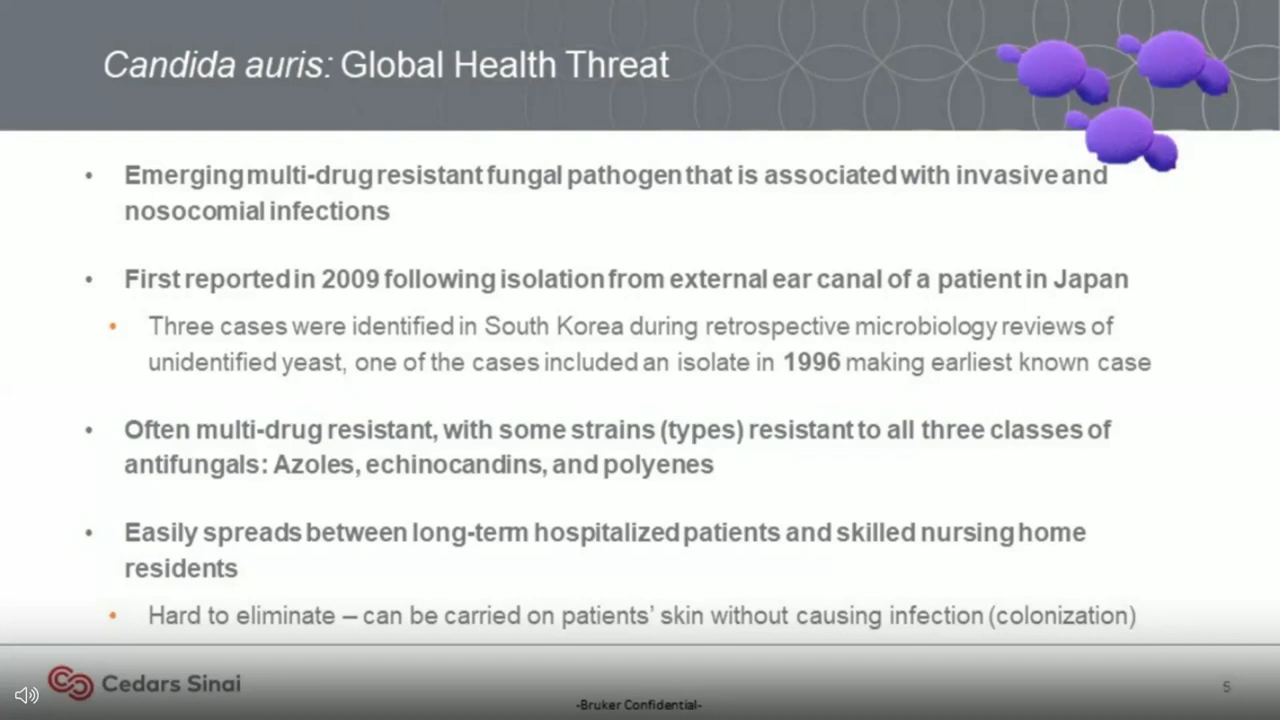 Candida auris: Global Health Threat
• Emerging multi-drug resistant fungal pathogen that is associated with invasive and
nosocomial infections
• First reported in 2009 following isolation from external ear canal of a patient in Japan
• Three cases were identified in South Korea during retrospective microbiology reviews of
unidentified yeast, one of the cases included an isolate in 1996 making earliest known case
• Often multi-drug resistant, with some strains (types) resistant to all three classes of
antifungals: Azoles, echinocandins, and polyenes
• Easily spreads between long-term hospitalized patients and skilled nursing home
residents
• Hard to eliminate – can be carried on patients' skin without causing infection (colonization)
Cedars Sinai
5
-Bruker Confidential-